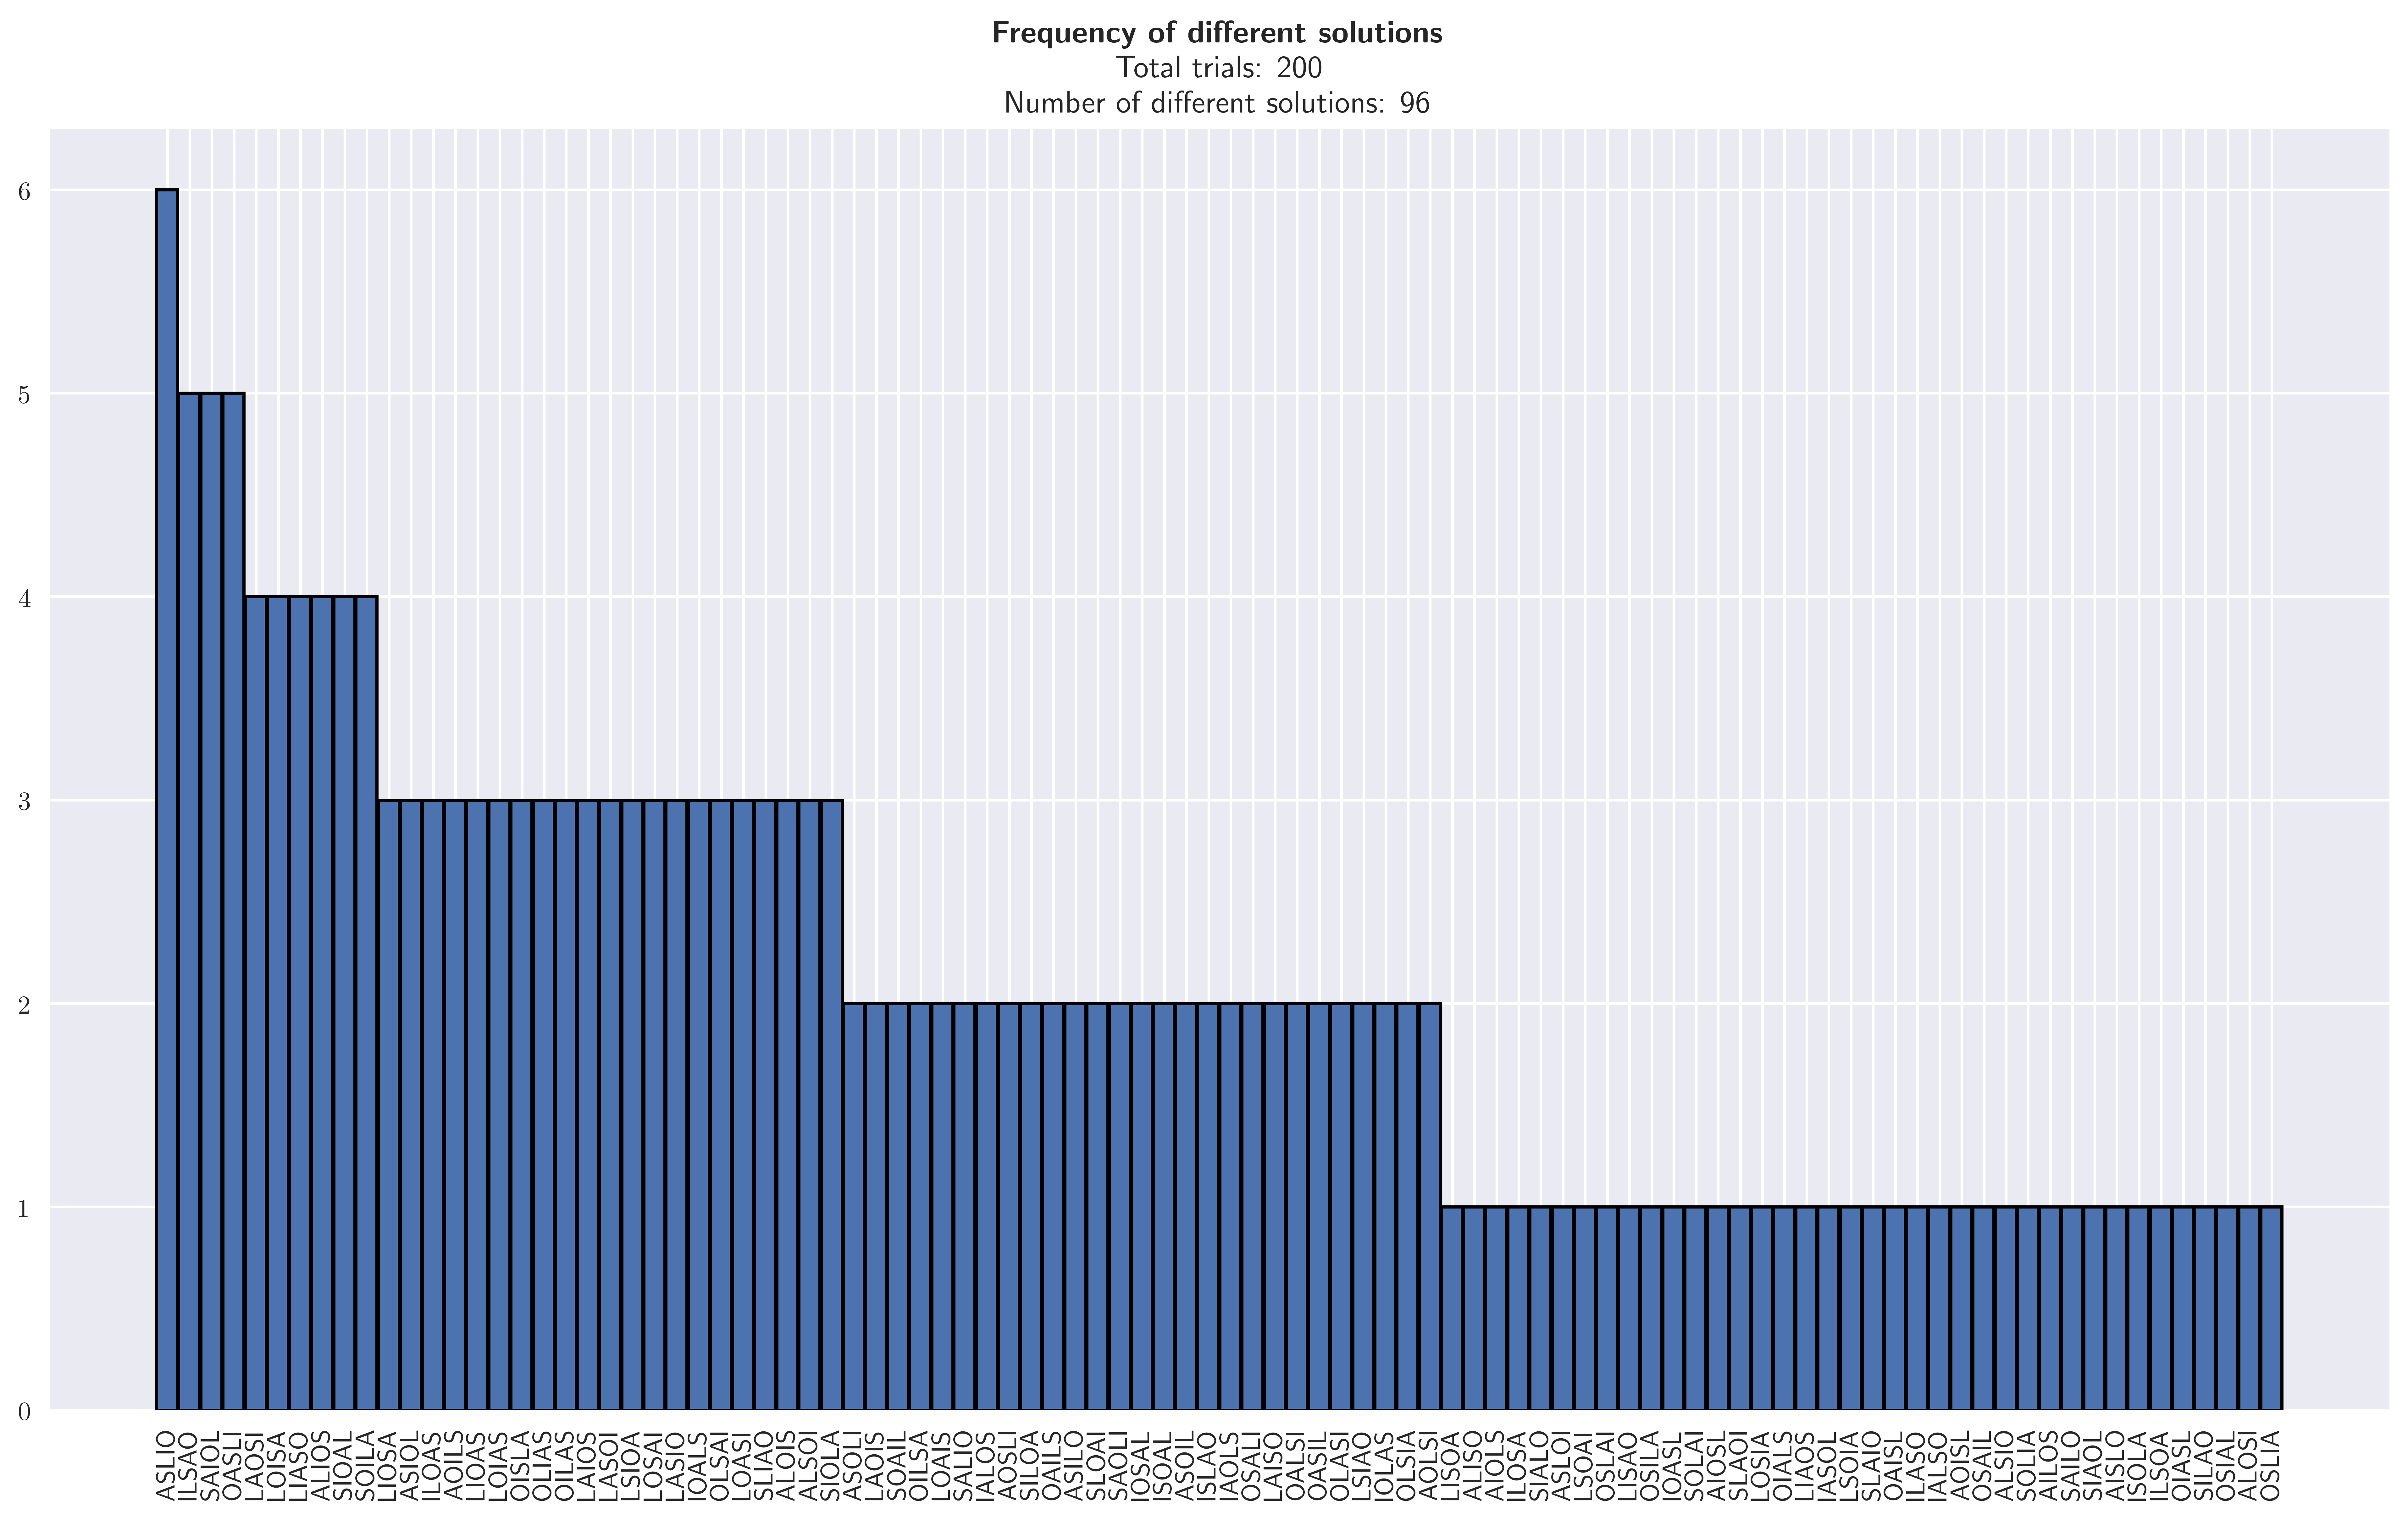 Frequency of different solutions
Total trials: 200
Number of different solutions: 96
6
5
4
3
2
1
0
ASLIO
ILSAO
SAIOL
OASLI
LAOSI
LOISA
LIASO
ALIOS
SIOAL
SOILA
LIOSA
ASIOL
ILOAS
AOILS
LIOAS
LOIAS
OISLA
OLIAS
OILAS
LAIOS
LASOI
LSIOA
LOSAI
LASIO
IOALS
OLSAI
LOASI
SLIAO
ALOIS
ALSOI
SIOLA
ASOLI
LAOIS
SOAIL
OILSA
LOAIS
SALIO
IALOS
AOSLI
SILOA
OAILS
ASILO
SLOAI
SAOLI
IOSAL
ISOAL
ASOIL
ISLAO
IAOLS
OSALI
LAISO
OALSI
OASIL
OLASI
LSIAO
IOLAS
OLSIA
AOLSI
LISOA
ALISO
AIOLS
ILOSA
SIALO
ASLOI
LSOAI
OSLAI
LISAO
OSILA
IOASL
SOLAI
AIOSL
SLAOI
LOSIA
OIALS
LIAOS
IASOL
LSOIA
SLAIO
OAISL
ILASO
IALSO
AOISL
OSAIL
ALSIO
SOLIA
AILOS
SAILO
SIAOL
AISLO
ISOLA
ILSOA
OIASL
SILAO
OSIAL
ALOSI
OSLIA